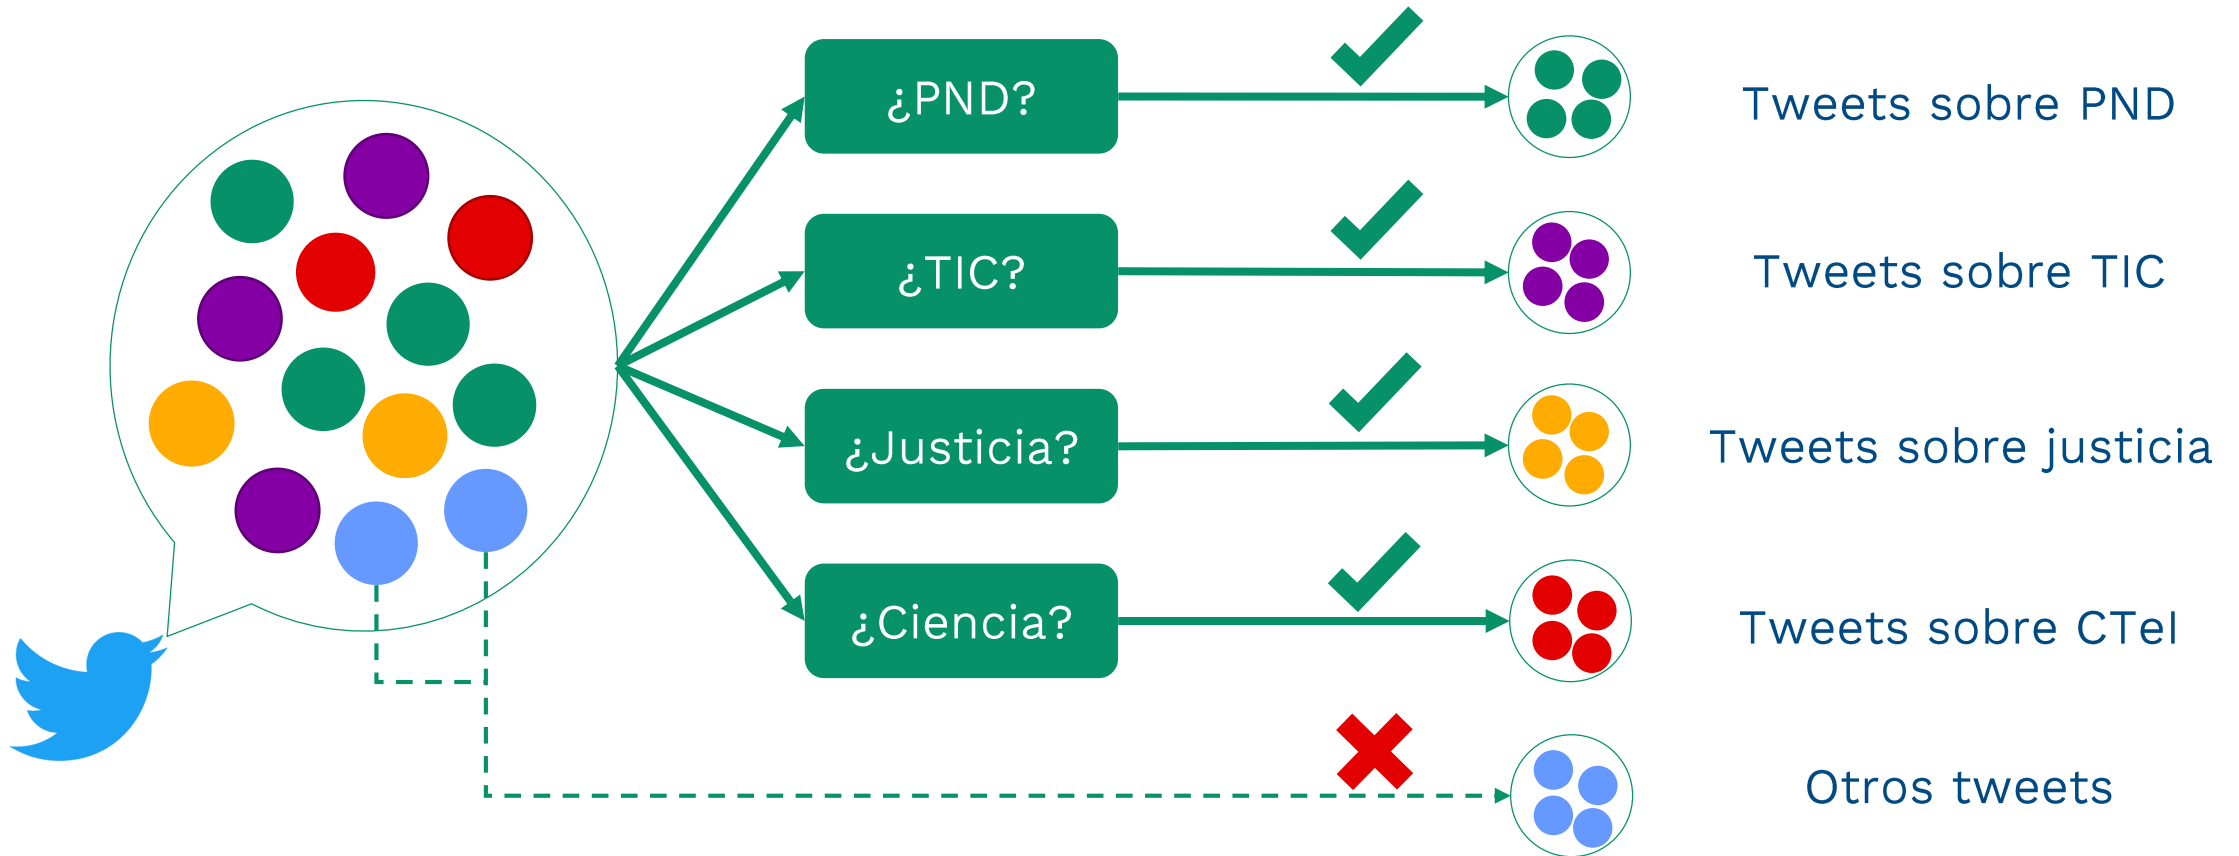 ¿PND?
Tweets sobre PND
¿TIC?
Tweets sobre TIC
¿Justicia?
Tweets sobre justicia
¿Ciencia?
Tweets sobre CTeI
Otros tweets